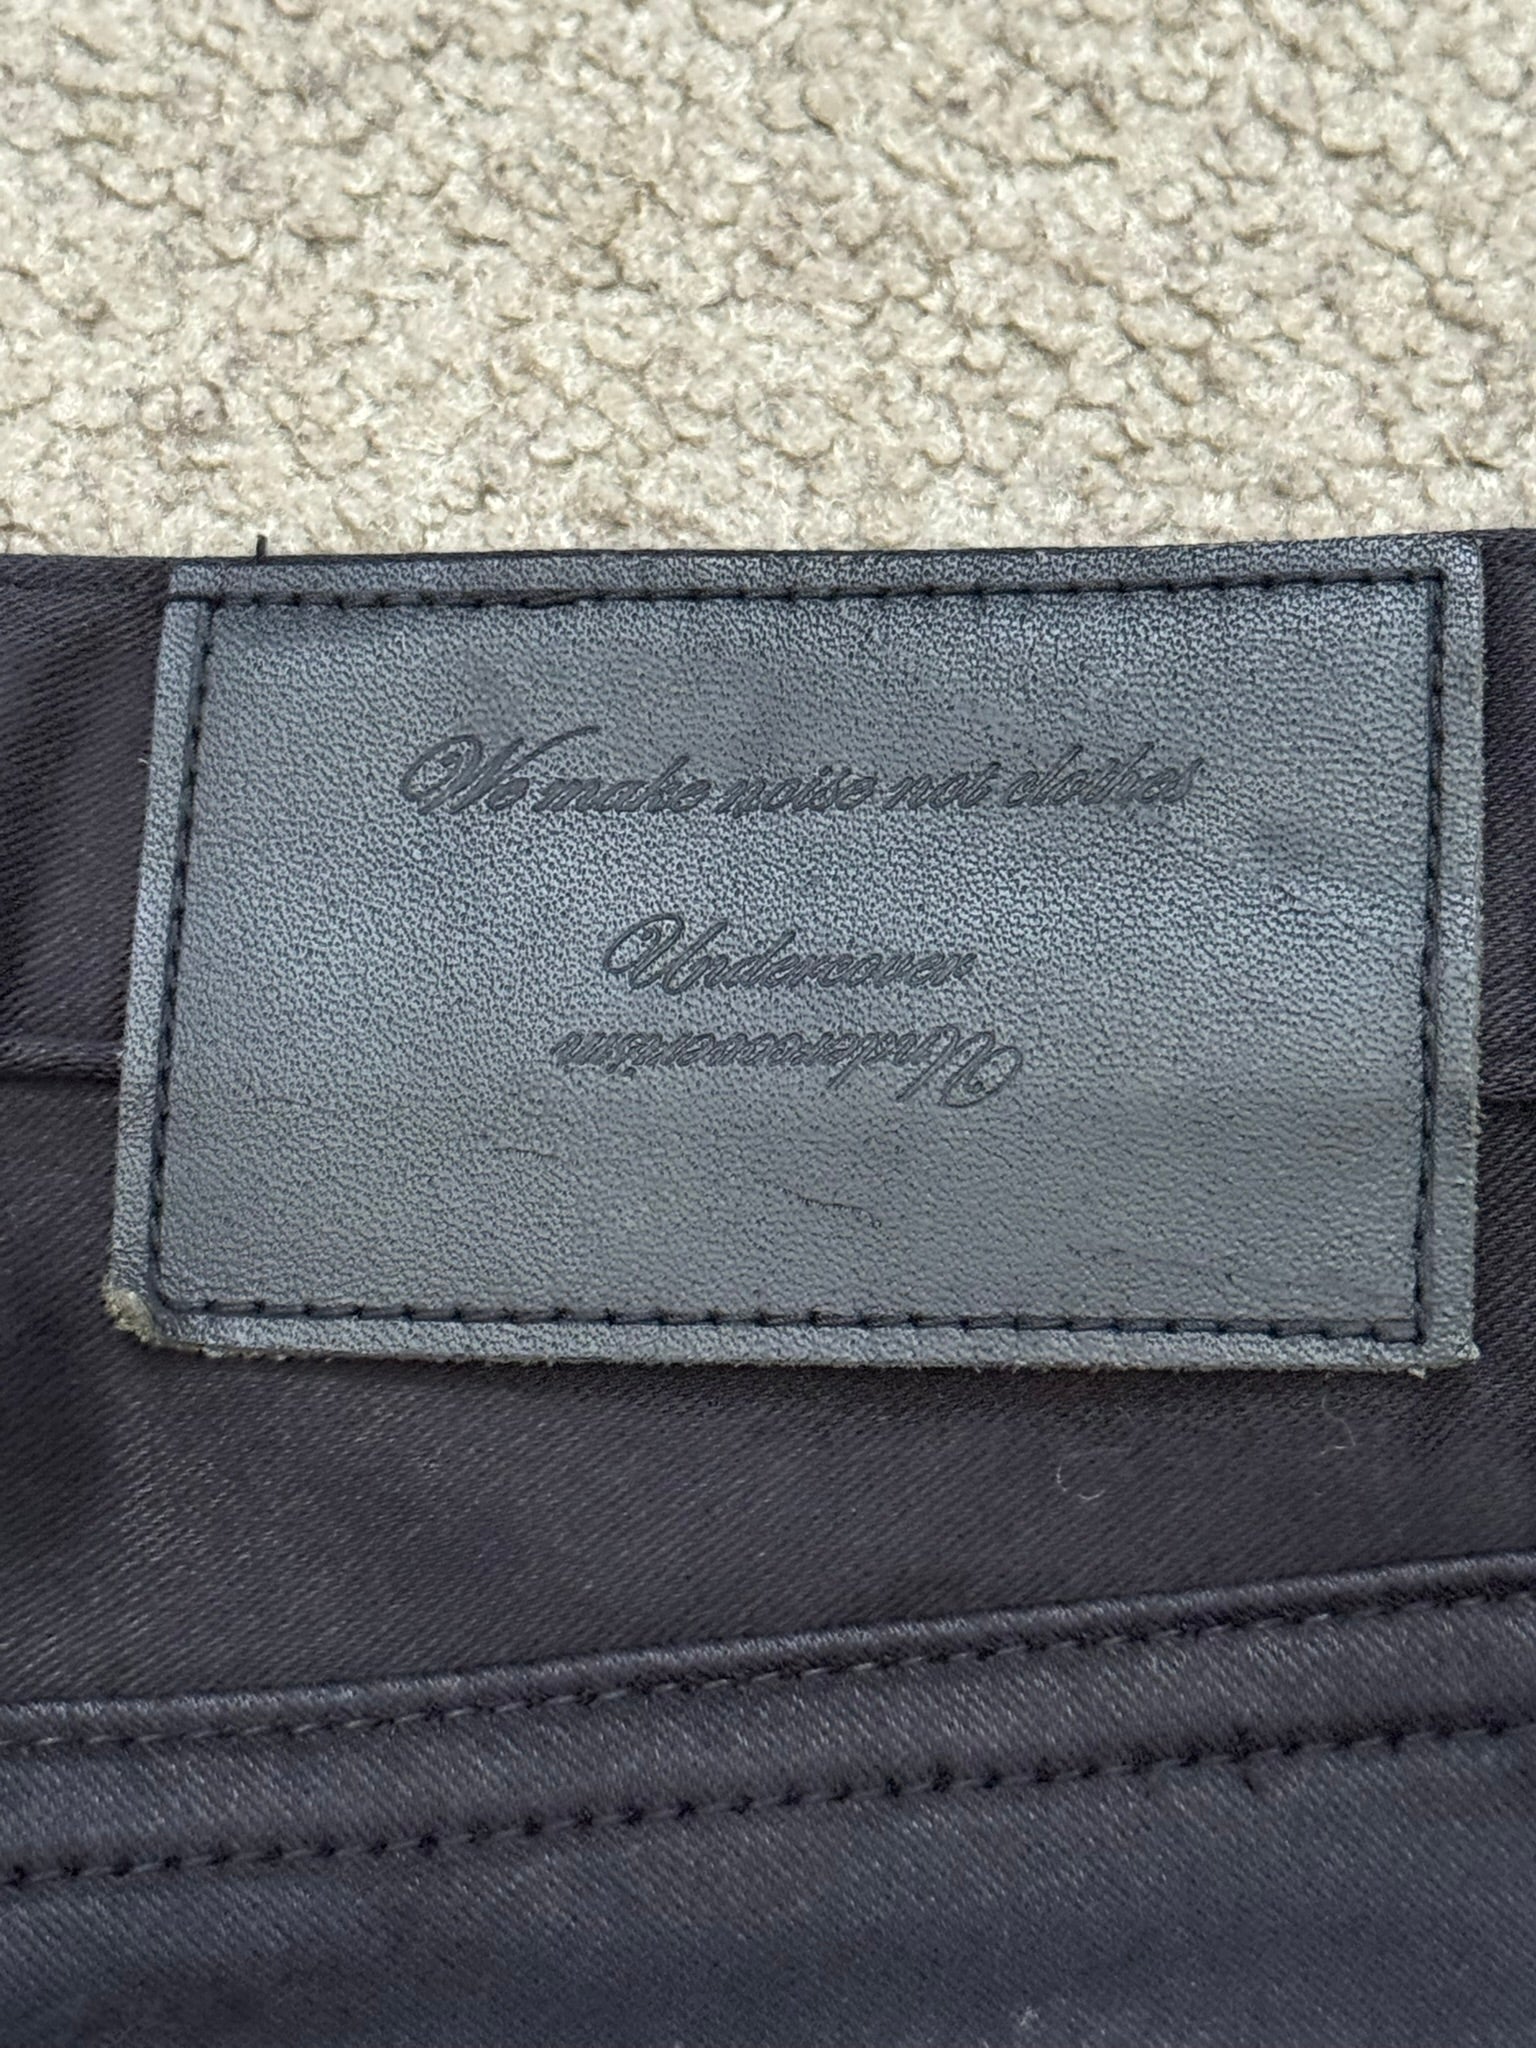 We make noise not clothes
Undercover
Undercoverism